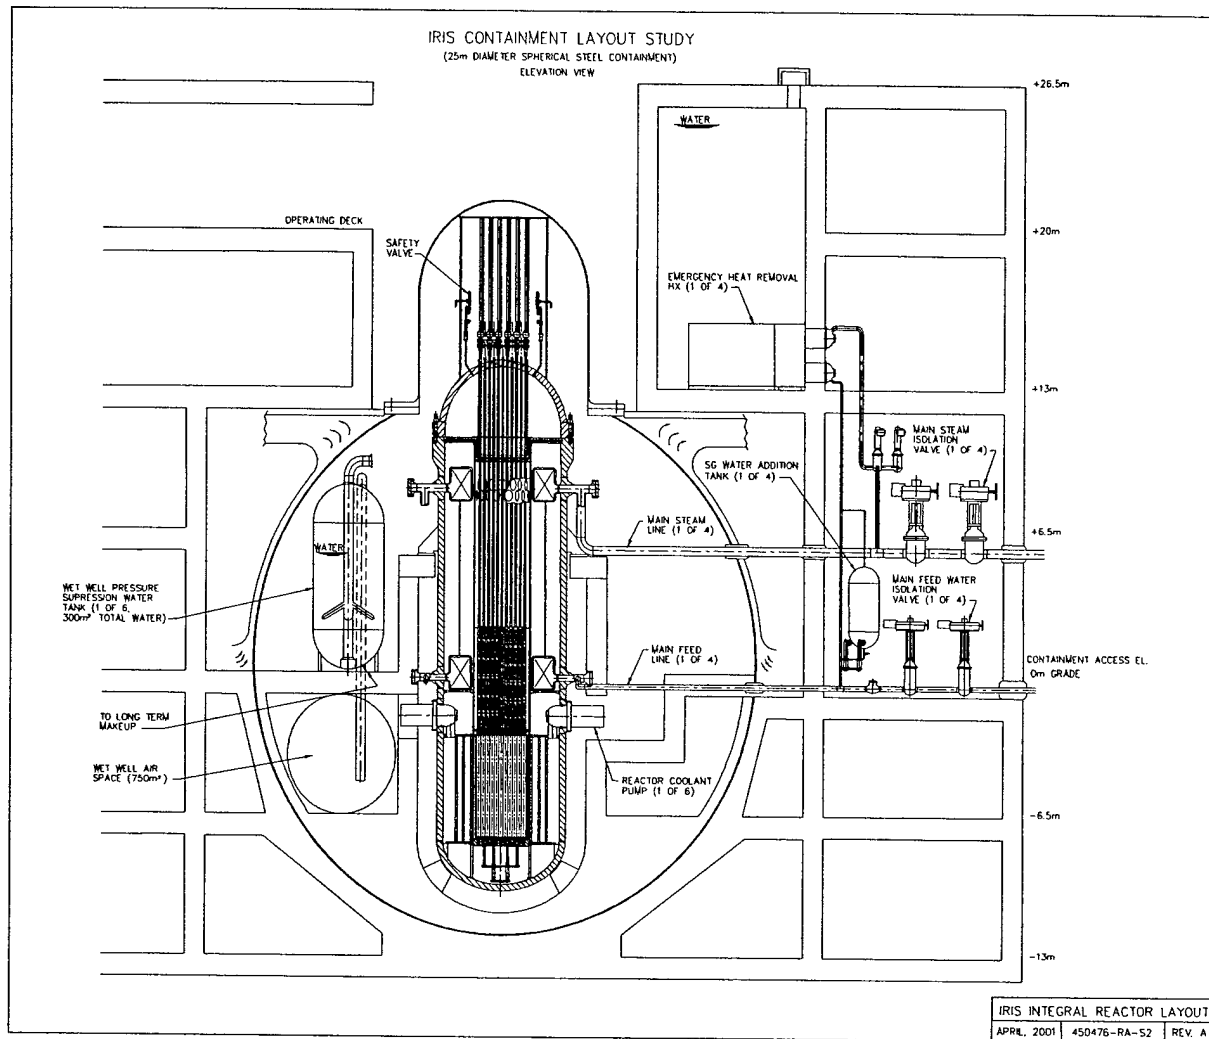 IRIS CONTAINMENT LAYOUT STUDY
(25m DIAMETER SPHERICAL STEEL CONTAINMENT)
ELEVATION VIEW
+26.5m
WATER
OPERATING DECK
+20m
SAFETY
VALVE
EMERGENCY HEAT REMOVAL
HX (1 OF 4)
+13m
MAIN STEAM
ISOLATION
VALVE (1 OF 4)
SG WATER ADDITION
TANK (1 OF 4)
MAIN STEAM
LINE (1 OF 4)
+6.5m
WATER
WET WELL PRESSURE
SUPRESSION WATER
TANK (1 OF 6,
300m³ TOTAL WATER)
MAIN FEED WATER
ISOLATION
VALVE (1 OF 4)
MAIN FEED
LINE (1 OF 4)
CONTAINMENT ACCESS EL.
0m GRADE
TO LONG TERM
MAKEUP
WET WELL AIR
SPACE (750m³)
REACTOR COOLANT
PUMP (1 OF 6)
-6.5m
-13m
IRIS INTEGRAL REACTOR LAYOUT
APRIL, 2001 450476-RA-S2 REV. A